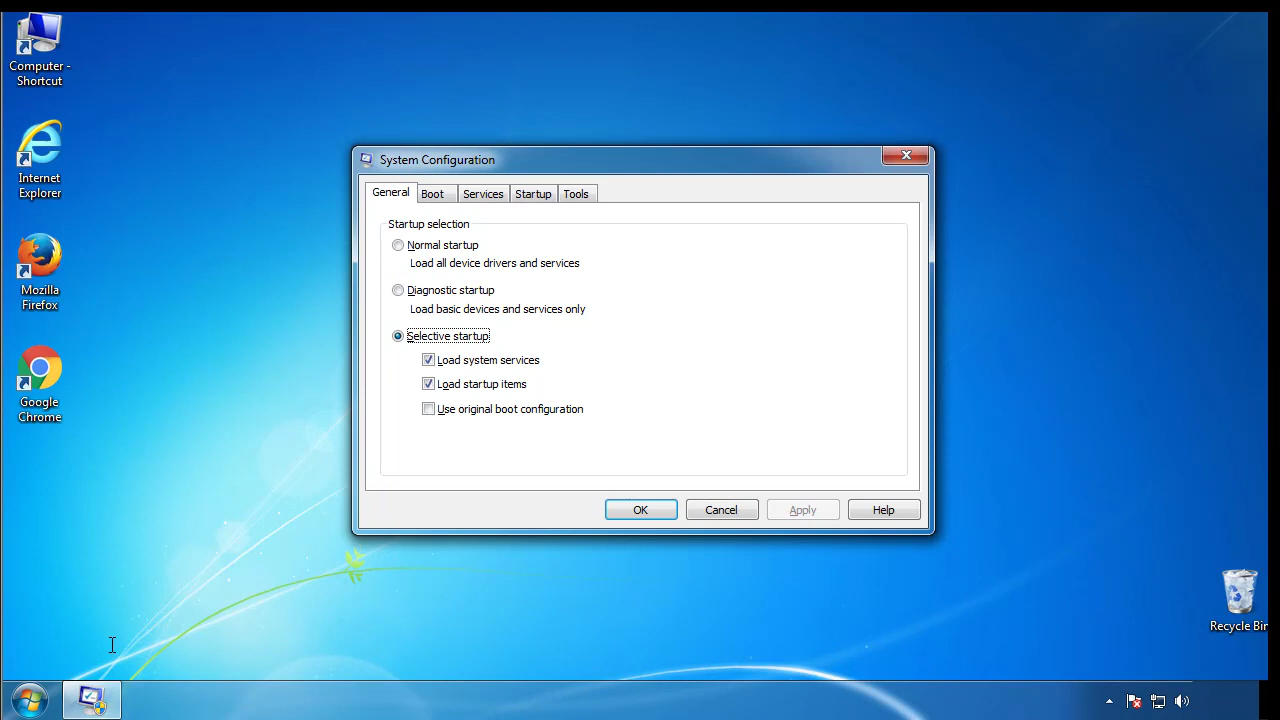 Computer -
Shortcut
Internet
Explorer
Mozilla
Firefox
Google
Chrome
System Configuration
General Boot Services Startup Tools
Startup selection
Normal startup
Load all device drivers and services
Diagnostic startup
Load basic devices and services only
Selective startup
Load system services
Load startup items
Use original boot configuration
OK Cancel Apply Help
Recycle Bin